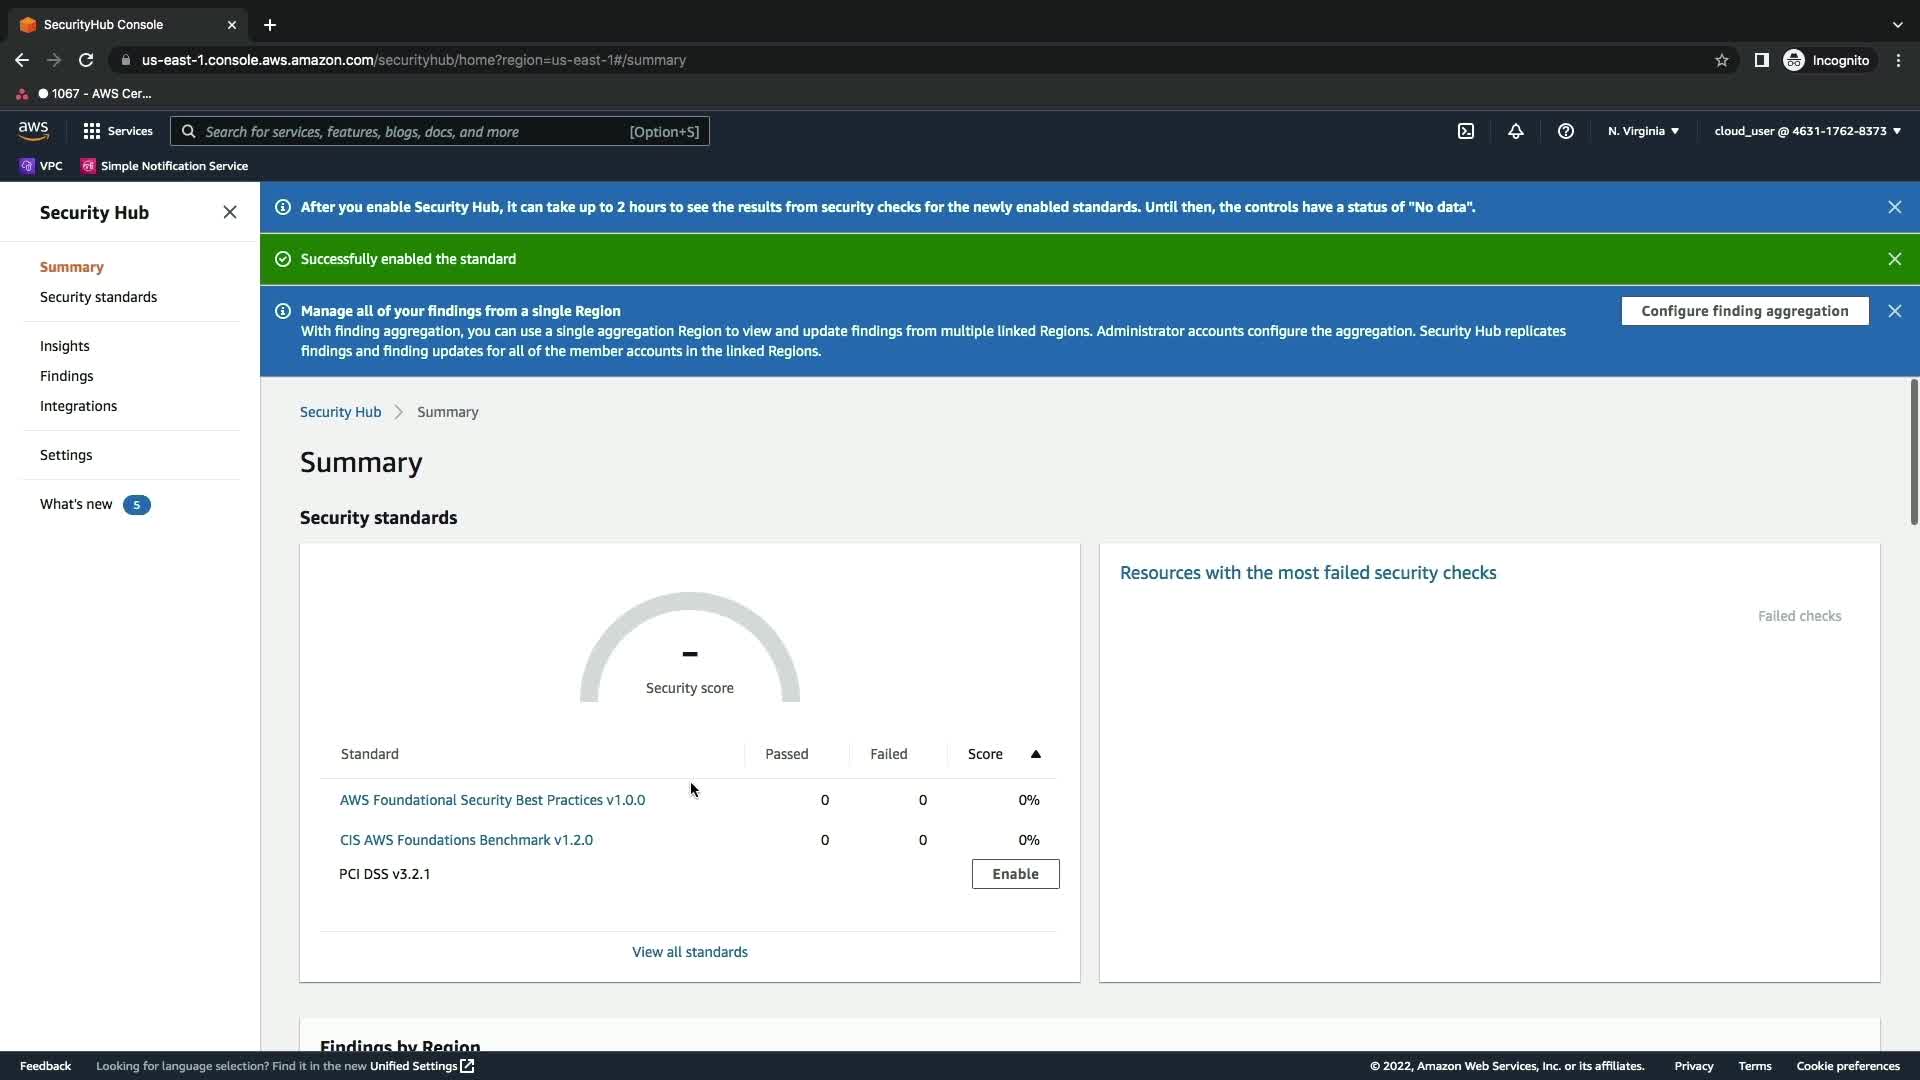 SecurityHub Console
us-east-1.console.aws.amazon.com/securityhub/home?region=us-east-1#/summary
Incognito
1067 - AWS Cer...
aws
Services
Search for services, features, blogs, docs, and more
[Option+S]
N. Virginia
cloud_user @ 4631-1762-8373
VPC
Simple Notification Service
Security Hub
Summary
Security standards
Insights
Findings
Integrations
Settings
What's new 5
After you enable Security Hub, it can take up to 2 hours to see the results from security checks for the newly enabled standards. Until then, the controls have a status of "No data".
Successfully enabled the standard
Manage all of your findings from a single Region
With finding aggregation, you can use a single aggregation Region to view and update findings from multiple linked Regions. Administrator accounts configure the aggregation. Security Hub replicates
findings and finding updates for all of the member accounts in the linked Regions.
Configure finding aggregation
Security Hub Summary
Summary
Security standards
–
Security score
Standard Passed Failed Score
AWS Foundational Security Best Practices v1.0.0 0 0 0%
CIS AWS Foundations Benchmark v1.2.0 0 0 0%
PCI DSS v3.2.1 Enable
View all standards
Resources with the most failed security checks
Failed checks
Findings by Region
Feedback
Looking for language selection? Find it in the new Unified Settings
© 2022, Amazon Web Services, Inc. or its affiliates.
Privacy
Terms
Cookie preferences